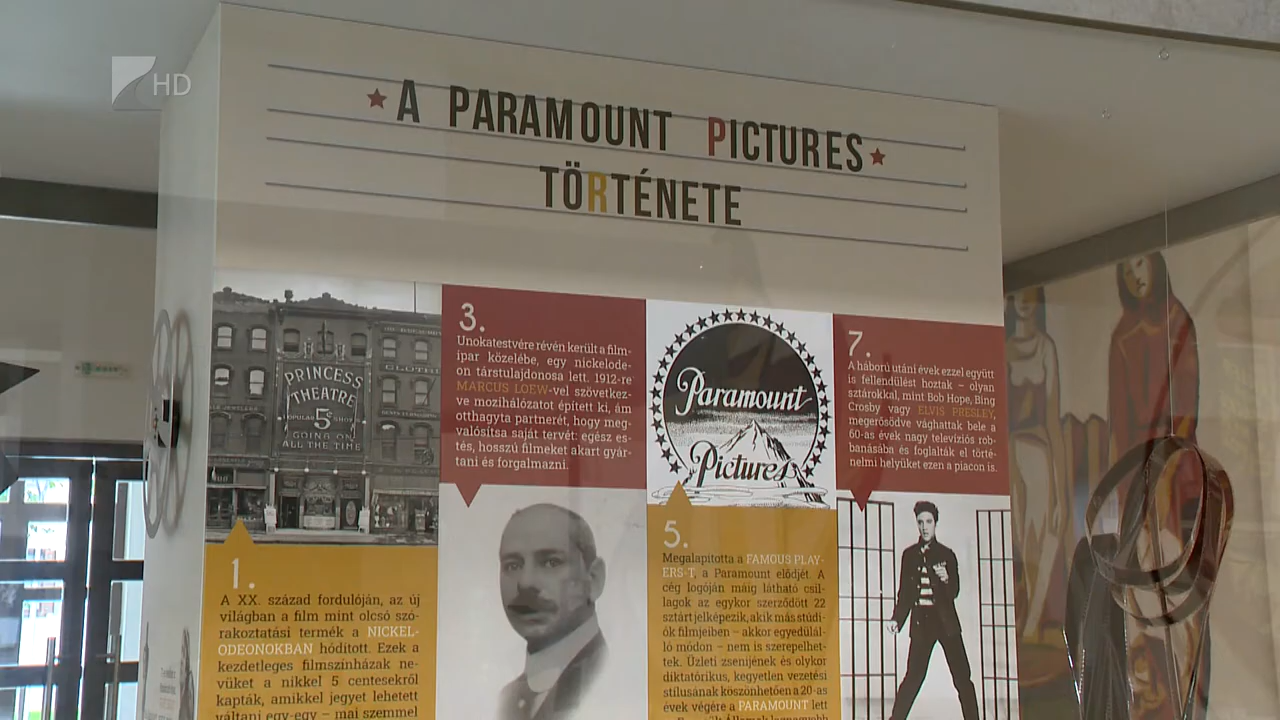 HD
★ A PARAMOUNT PICTURES ★
TÖRTÉNETE
PRINCESS
THEATRE
5¢
GOING ON
ALL THE TIME
1.
A XX. század fordulóján, az új
világban a film mint olcsó szó-
rakoztatási termék a NICKEL-
ODEONOKBAN hódított. Ezek a
kezdetleges filmszínházak ne-
vüket a nikkel 5 centesekről
kapták, amikkel jegyet lehetett
váltani egy-egy – mai szemmel
3.
Unokatestvére révén került a film-
ipar közelébe, egy nickelode-
on társtulajdonosa lett. 1912-re
MARCUS LOEW-vel szövetkez-
ve mozihálózatot épített ki, ám
otthagyta partnerét, hogy meg-
valósítsa saját tervét: egész es-
tés, hosszú filmeket akart gyár-
tani és forgalmazni.
Paramount
Pictures
5.
Megalapította a FAMOUS PLAY-
ERS-T, a Paramount elődjét. A
cég logóján máig látható csil-
lagok az egykor szerződött 22
sztárt jelképezik, akik más stúdi-
ók filmjeiben – akkor egyedülál-
ló módon – nem is szerepelhet-
tek. Üzleti zsenijének és olykor
diktatórikus, kegyetlen vezetési
stílusának köszönhetően a 20-as
évek végére a PARAMOUNT lett
7.
A háború utáni évek ezzel együtt
is fellendülést hoztak – olyan
sztárokkal, mint Bob Hope, Bing
Crosby vagy ELVIS PRESLEY,
megerősödve vághattak bele a
60-as évek nagy televíziós rob-
banásába és foglalták el törté-
nelmi helyüket ezen a piacon is.